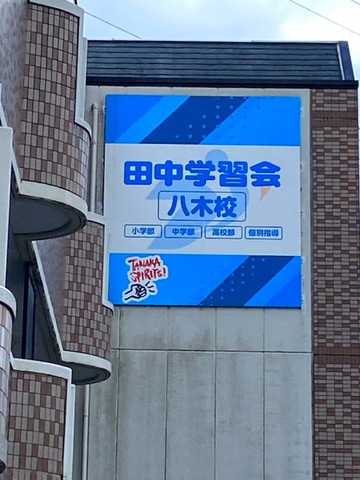 田中学習会
八木校
小学部 中学部 高校部 個別指導
TANAKA
SPIRITS!